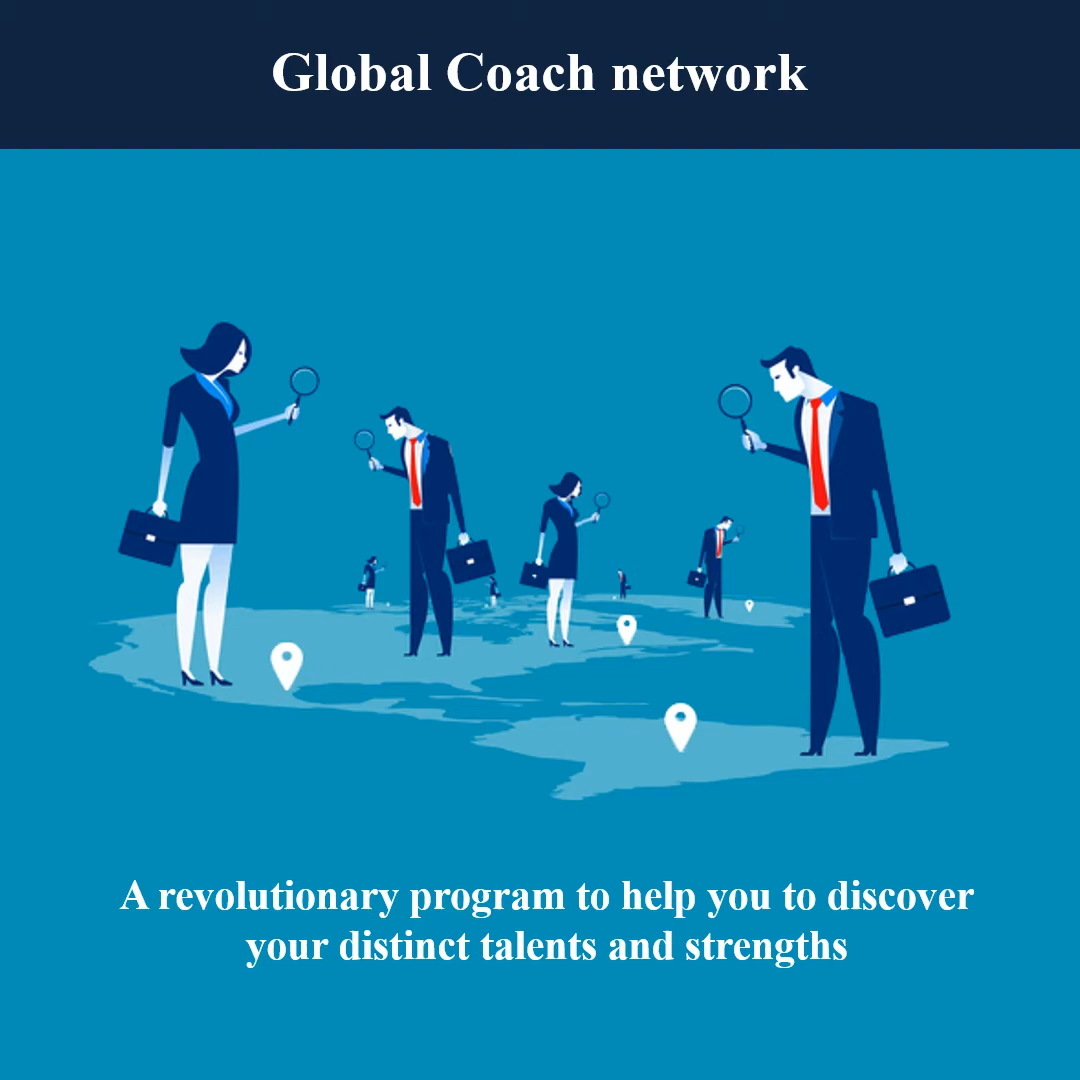 Global Coach network
A revolutionary program to help you to discover
your distinct talents and strengths